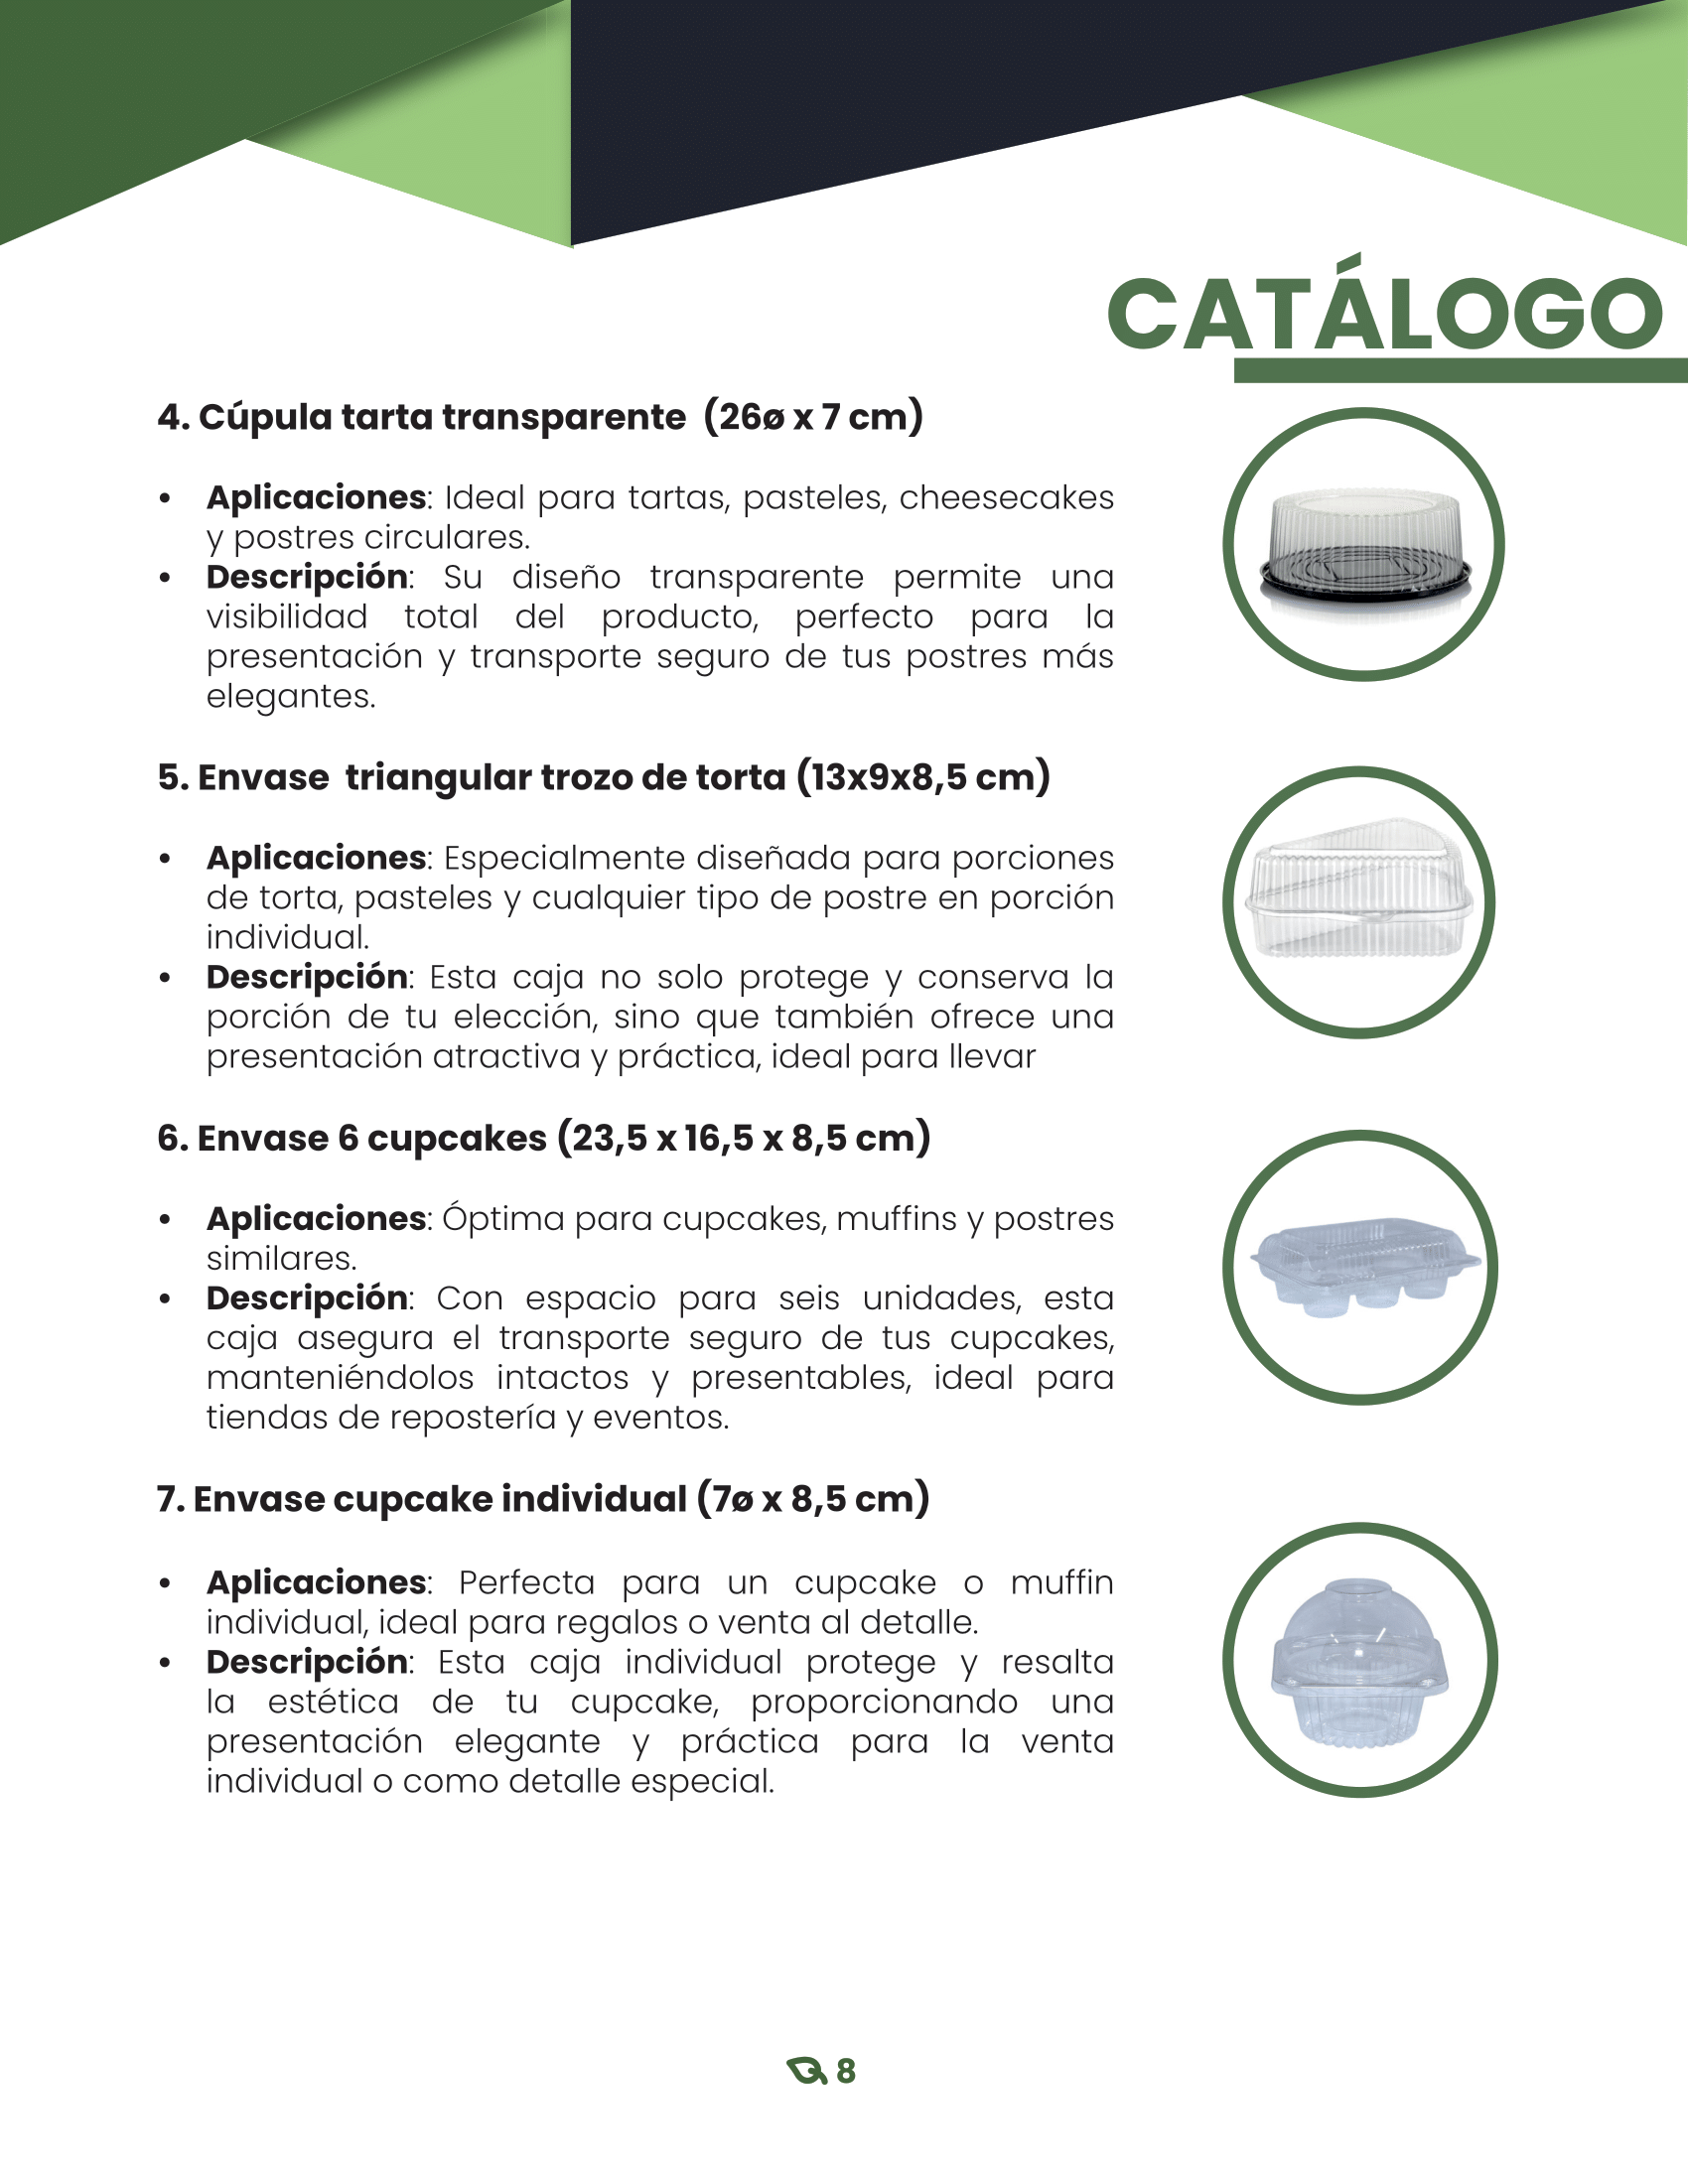 CATÁLOGO
4. Cúpula tarta transparente  (26ø x 7 cm)
• Aplicaciones: Ideal para tartas, pasteles, cheesecakes
y postres circulares.
• Descripción: Su diseño transparente permite una
visibilidad total del producto, perfecto para la
presentación y transporte seguro de tus postres más
elegantes.
5. Envase  triangular trozo de torta (13x9x8,5 cm)
• Aplicaciones: Especialmente diseñada para porciones
de torta, pasteles y cualquier tipo de postre en porción
individual.
• Descripción: Esta caja no solo protege y conserva la
porción de tu elección, sino que también ofrece una
presentación atractiva y práctica, ideal para llevar
6. Envase 6 cupcakes (23,5 x 16,5 x 8,5 cm)
• Aplicaciones: Óptima para cupcakes, muffins y postres
similares.
• Descripción: Con espacio para seis unidades, esta
caja asegura el transporte seguro de tus cupcakes,
manteniéndolos intactos y presentables, ideal para
tiendas de repostería y eventos.
7. Envase cupcake individual (7ø x 8,5 cm)
• Aplicaciones: Perfecta para un cupcake o muffin
individual, ideal para regalos o venta al detalle.
• Descripción: Esta caja individual protege y resalta
la estética de tu cupcake, proporcionando una
presentación elegante y práctica para la venta
individual o como detalle especial.
8